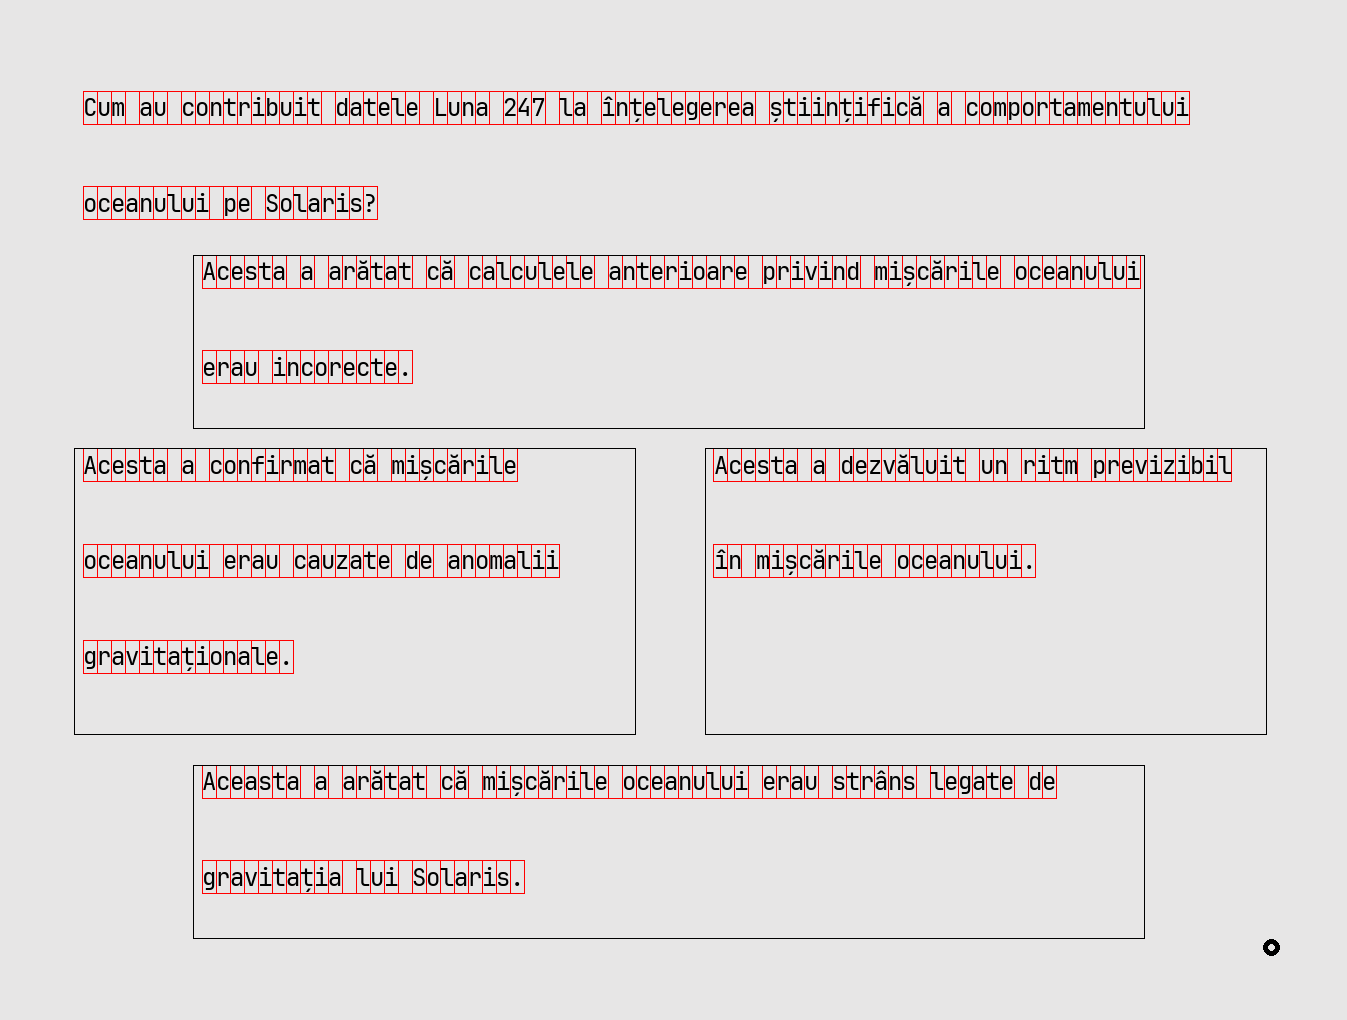 Cum au contribuit datele Luna 247 la înțelegerea științifică a comportamentului
oceanului pe Solaris?
Acesta a arătat că calculele anterioare privind mișcările oceanului
erau incorecte.
Acesta a confirmat că mișcările
oceanului erau cauzate de anomalii
gravitaționale.
Acesta a dezvăluit un ritm previzibil
în mișcările oceanului.
Aceasta a arătat că mișcările oceanului erau strâns legate de
gravitația lui Solaris.